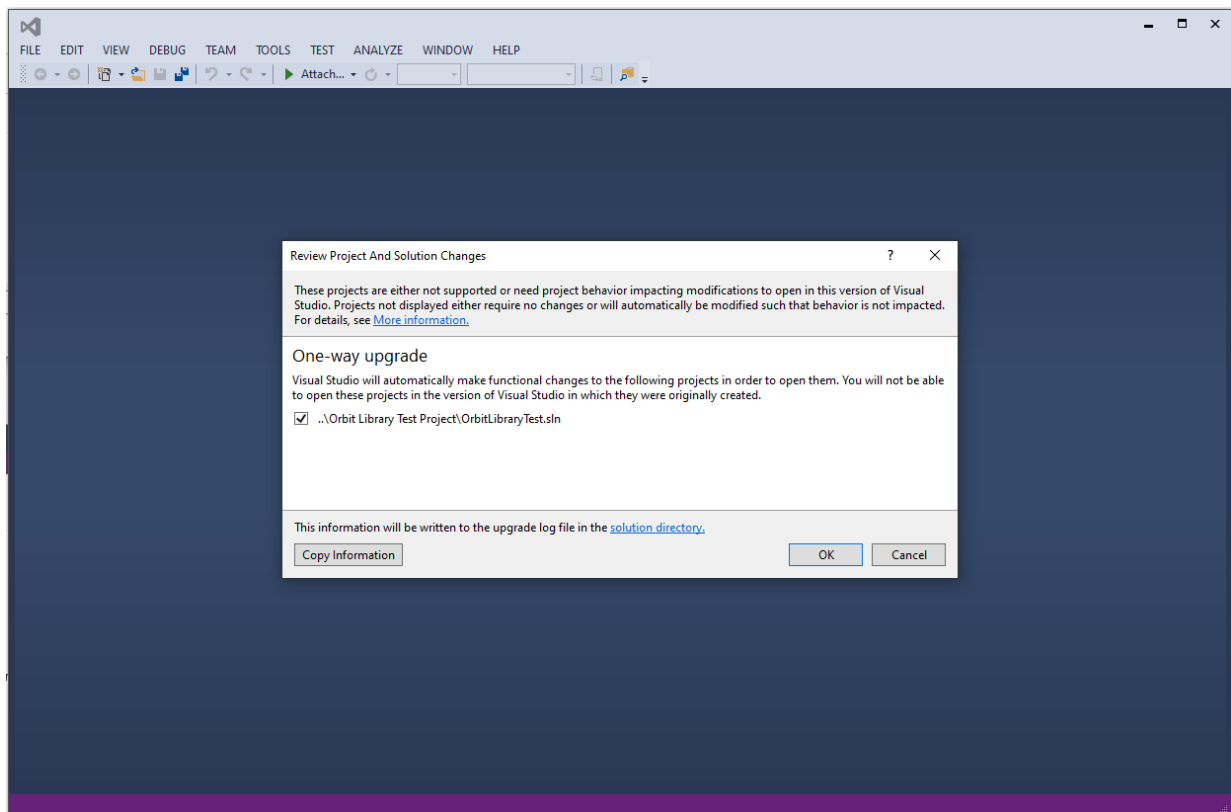 FILE EDIT VIEW DEBUG TEAM TOOLS TEST ANALYZE WINDOW HELP
Attach...
Review Project And Solution Changes
?
These projects are either not supported or need project behavior impacting modifications to open in this version of Visual
Studio. Projects not displayed either require no changes or will automatically be modified such that behavior is not impacted.
For details, see More information.
One-way upgrade
Visual Studio will automatically make functional changes to the following projects in order to open them. You will not be able
to open these projects in the version of Visual Studio in which they were originally created.
..\Orbit Library Test Project\OrbitLibraryTest.sln
This information will be written to the upgrade log file in the solution directory.
Copy Information OK Cancel